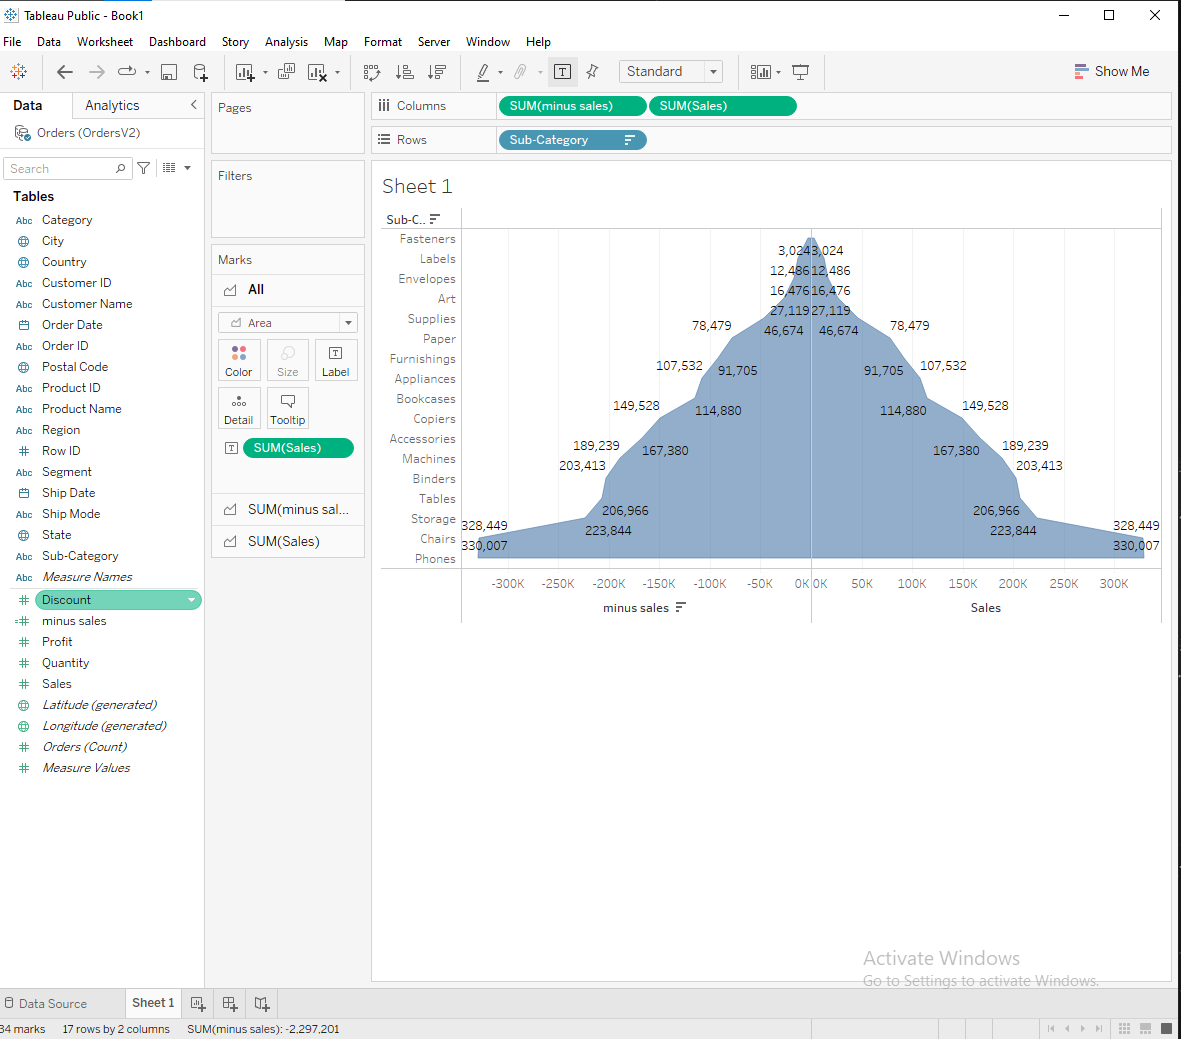 Tableau Public - Book1
File Data Worksheet Dashboard Story Analysis Map Format Server Window Help
Standard
Show Me
Data Analytics
Orders (OrdersV2)
Search
Tables
Abc Category
City
Country
Abc Customer ID
Abc Customer Name
Order Date
Abc Order ID
Postal Code
Abc Product ID
Abc Product Name
Abc Region
# Row ID
Abc Segment
Ship Date
Abc Ship Mode
State
Abc Sub-Category
Abc Measure Names
# Discount
=# minus sales
# Profit
# Quantity
# Sales
Latitude (generated)
Longitude (generated)
# Orders (Count)
# Measure Values
Pages
Filters
Marks
All
Area
Color Size T Label
Detail Tooltip
T SUM(Sales)
SUM(minus sal...
SUM(Sales)
Columns SUM(minus sales) SUM(Sales)
Rows Sub-Category
Sheet 1
Sub-C..
Fasteners
Labels
Envelopes
Art
Supplies
Paper
Furnishings
Appliances
Bookcases
Copiers
Accessories
Machines
Binders
Tables
Storage
Chairs
Phones
3,024 3,024
12,486 12,486
16,476 16,476
27,119 27,119
78,479 46,674 46,674 78,479
107,532 91,705 91,705 107,532
149,528 114,880 114,880 149,528
189,239 167,380 167,380 189,239
203,413 203,413
206,966 206,966
328,449 223,844 223,844 328,449
330,007 330,007
-300K -250K -200K -150K -100K -50K 0K 0K 50K 100K 150K 200K 250K 300K
minus sales Sales
Activate Windows
Go to Settings to activate Windows.
Data Source Sheet 1
34 marks 17 rows by 2 columns SUM(minus sales): -2,297,201